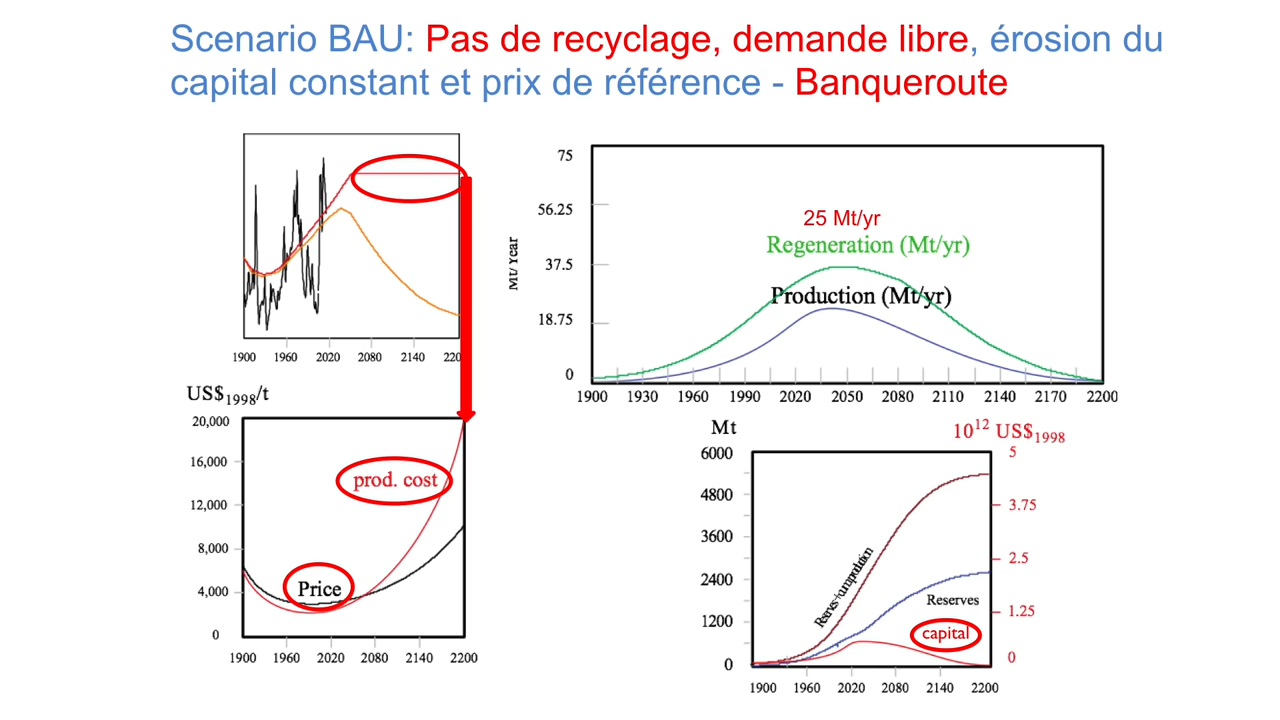 Scenario BAU: Pas de recyclage, demande libre, érosion du
capital constant et prix de référence - Banqueroute
1900 1960 2020 2080 2140 220
US$1998/t
20,000
16,000
12,000
8,000
4,000
0
prod. cost
Price
1900 1960 2020 2080 2140 2200
Mt/Year
75
56.25
37.5
18.75
0
25 Mt/yr
Regeneration (Mt/yr)
Production (Mt/yr)
1900 1930 1960 1990 2020 2050 2080 2110 2140 2170 2200
Mt
6000
4800
3600
2400
1200
0
10^12 US$1998
5
3.75
2.5
1.25
0
Reserves
capital
1900 1960 2020 2080 2140 2200